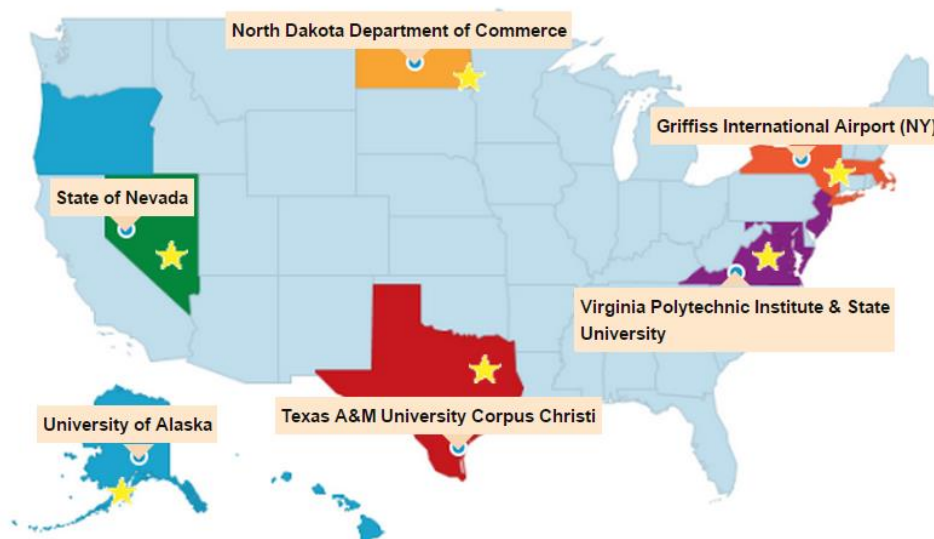 North Dakota Department of Commerce
Griffiss International Airport (NY)
State of Nevada
Virginia Polytechnic Institute & State
University
Texas A&M University Corpus Christi
University of Alaska